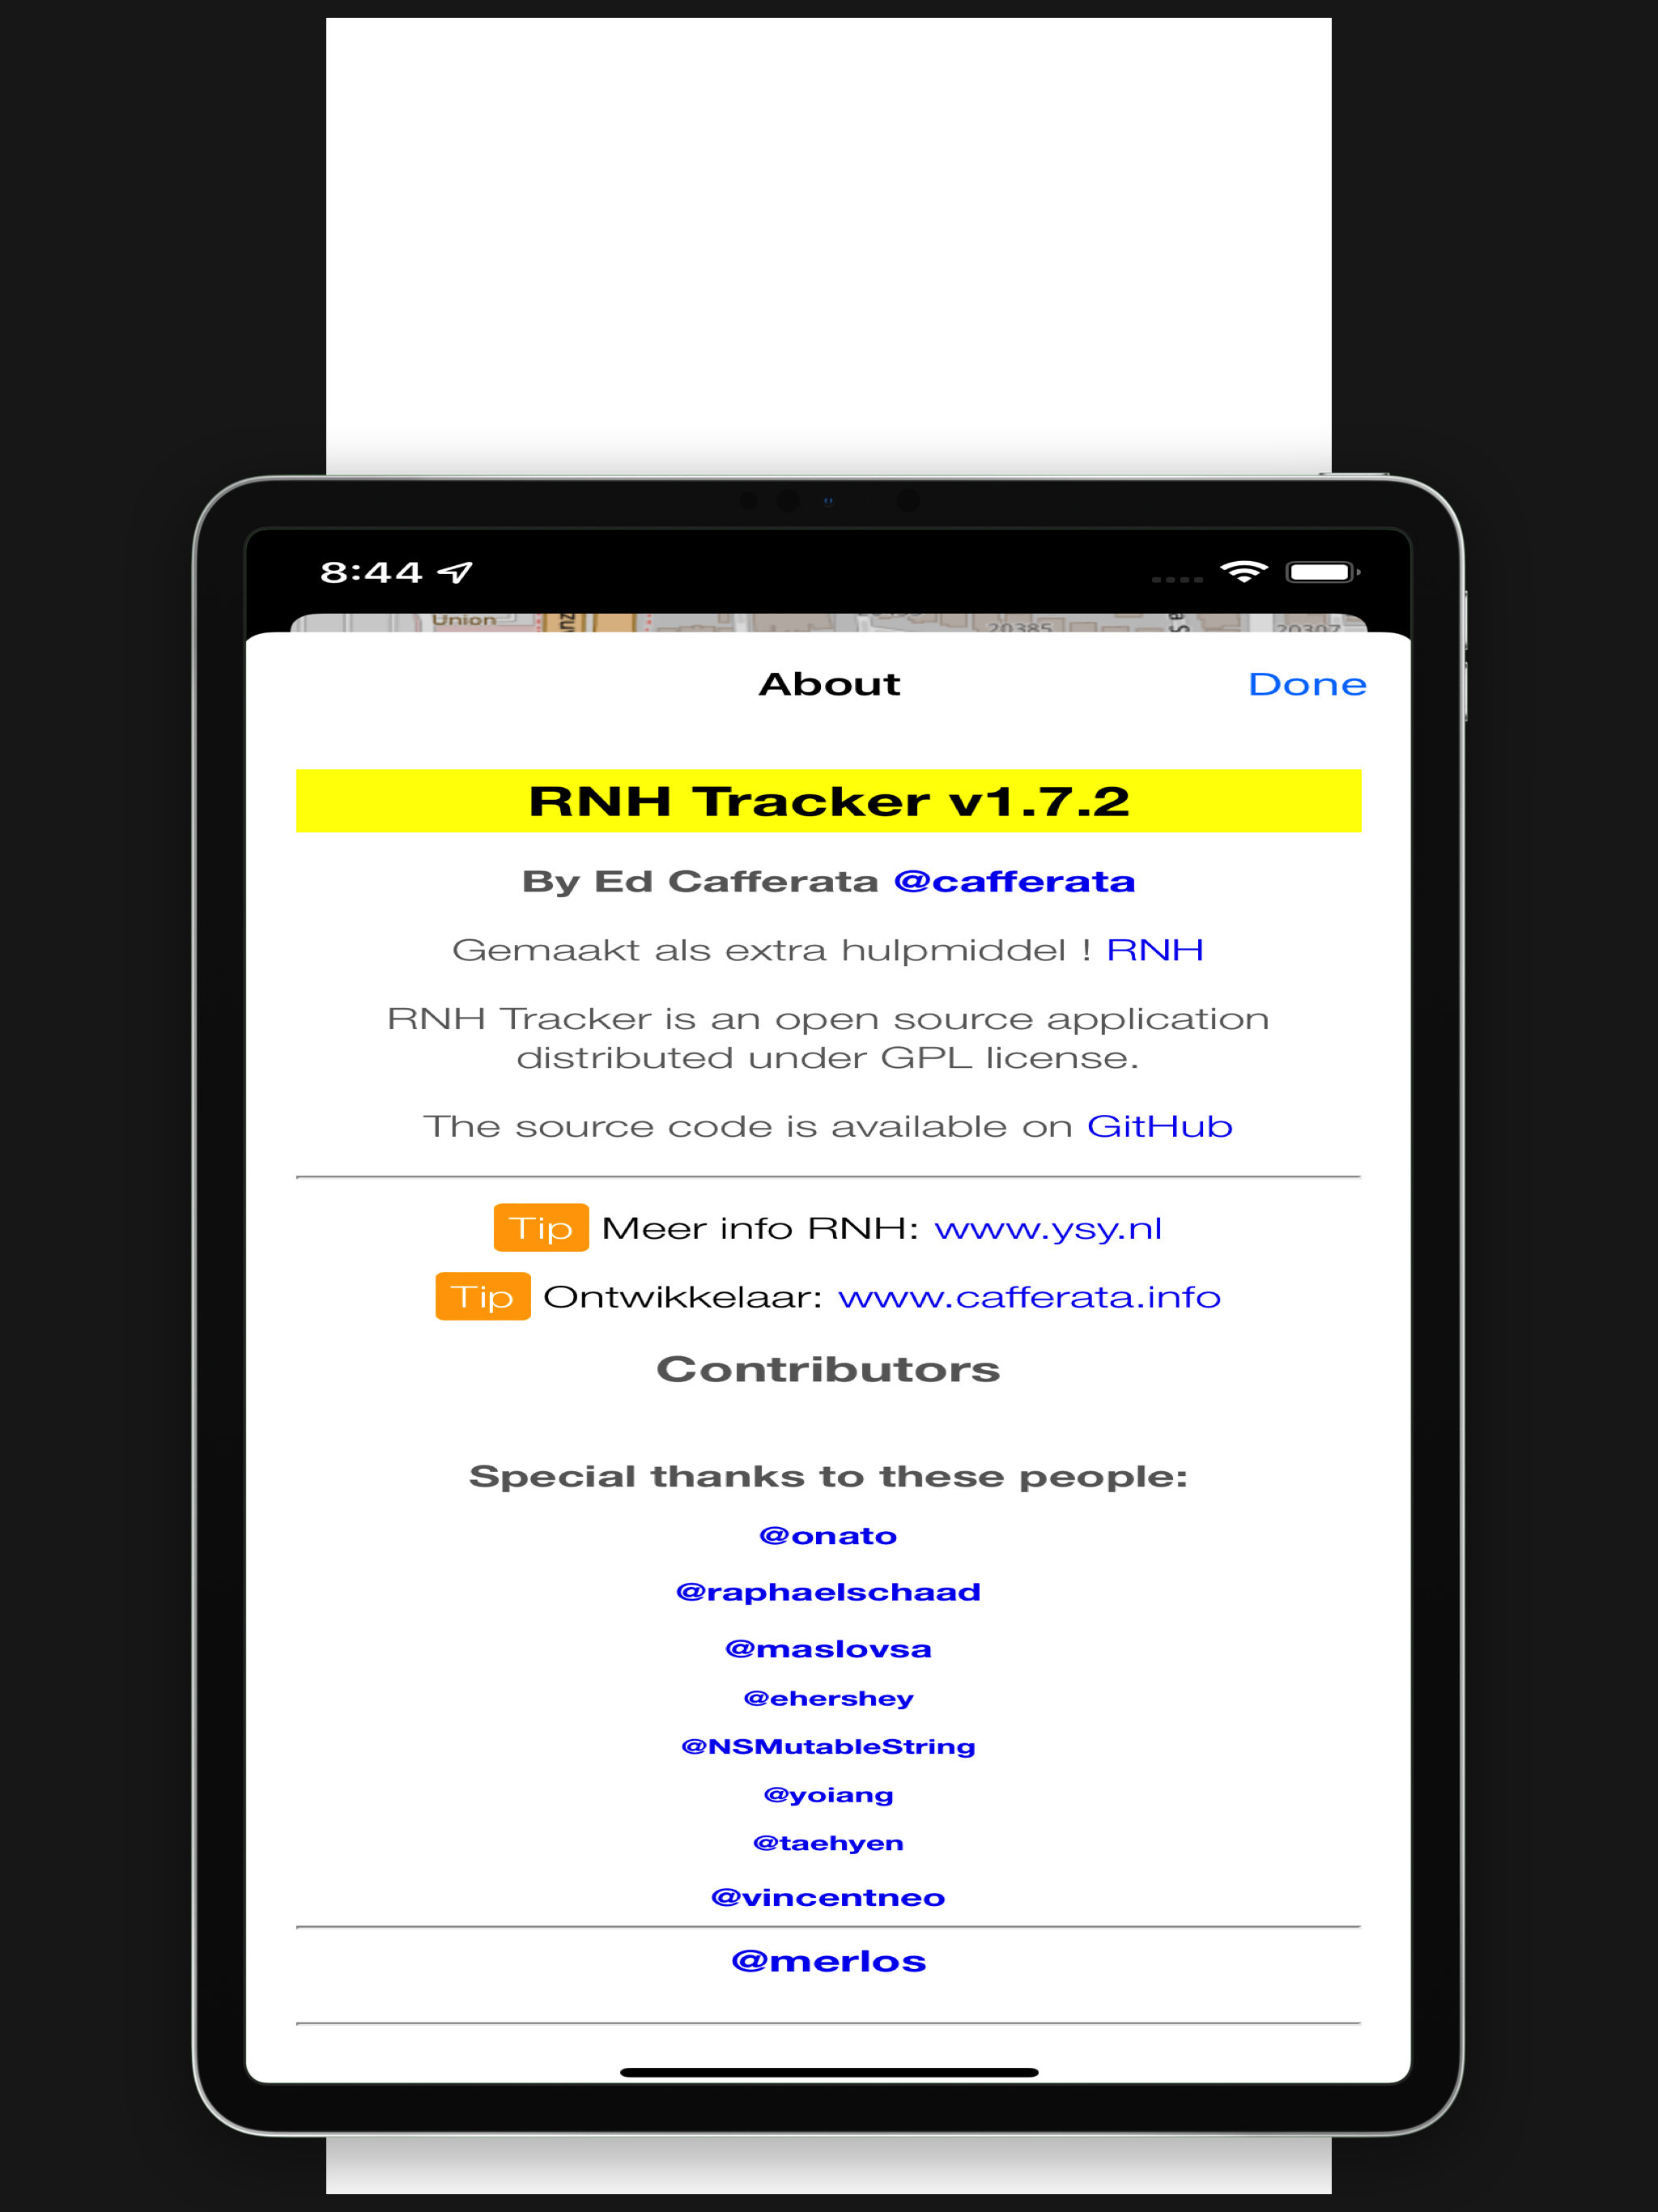 8:44
Union
20385
20307
About
Done
RNH Tracker v1.7.2
By Ed Cafferata @cafferata
Gemaakt als extra hulpmiddel ! RNH
RNH Tracker is an open source application
distributed under GPL license.
The source code is available on GitHub
Tip Meer info RNH: www.ysy.nl
Tip Ontwikkelaar: www.cafferata.info
Contributors
Special thanks to these people:
@onato
@raphaelschaad
@maslovsa
@ehershey
@NSMutableString
@yoiang
@taehyen
@vincentneo
@merlos